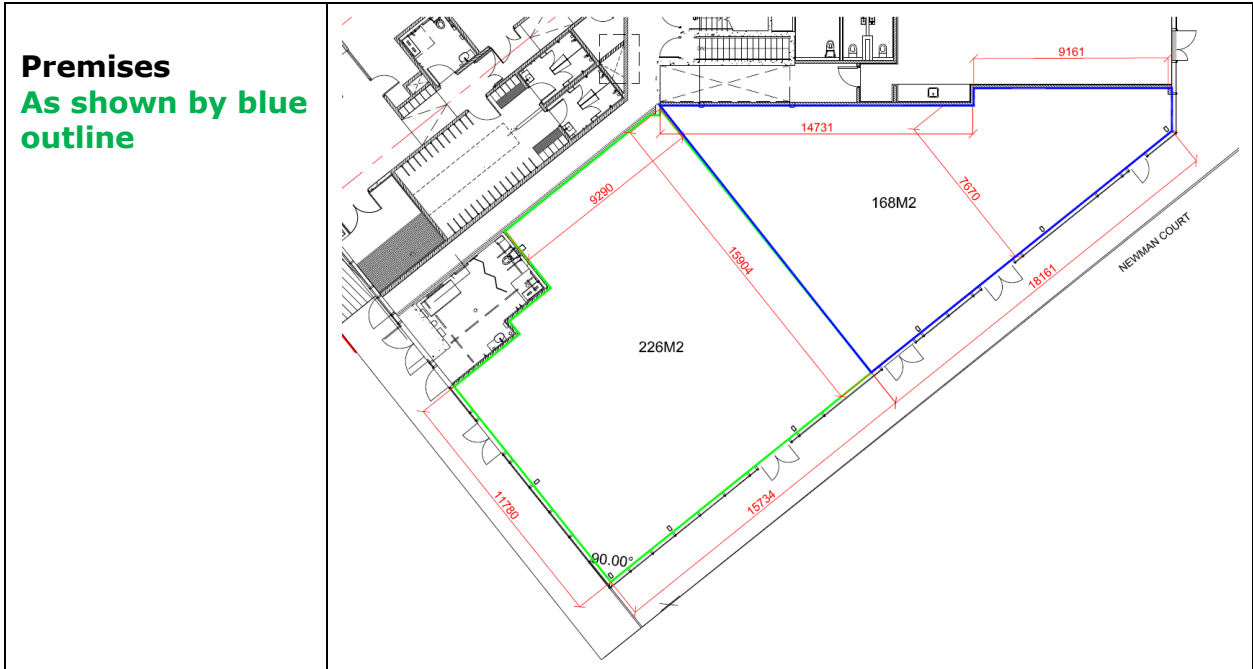 Premises
As shown by blue
outline
9161
14731
9290
7670
168M2
15904
NEWMAN COURT
18161
226M2
11780
15734
90.00°